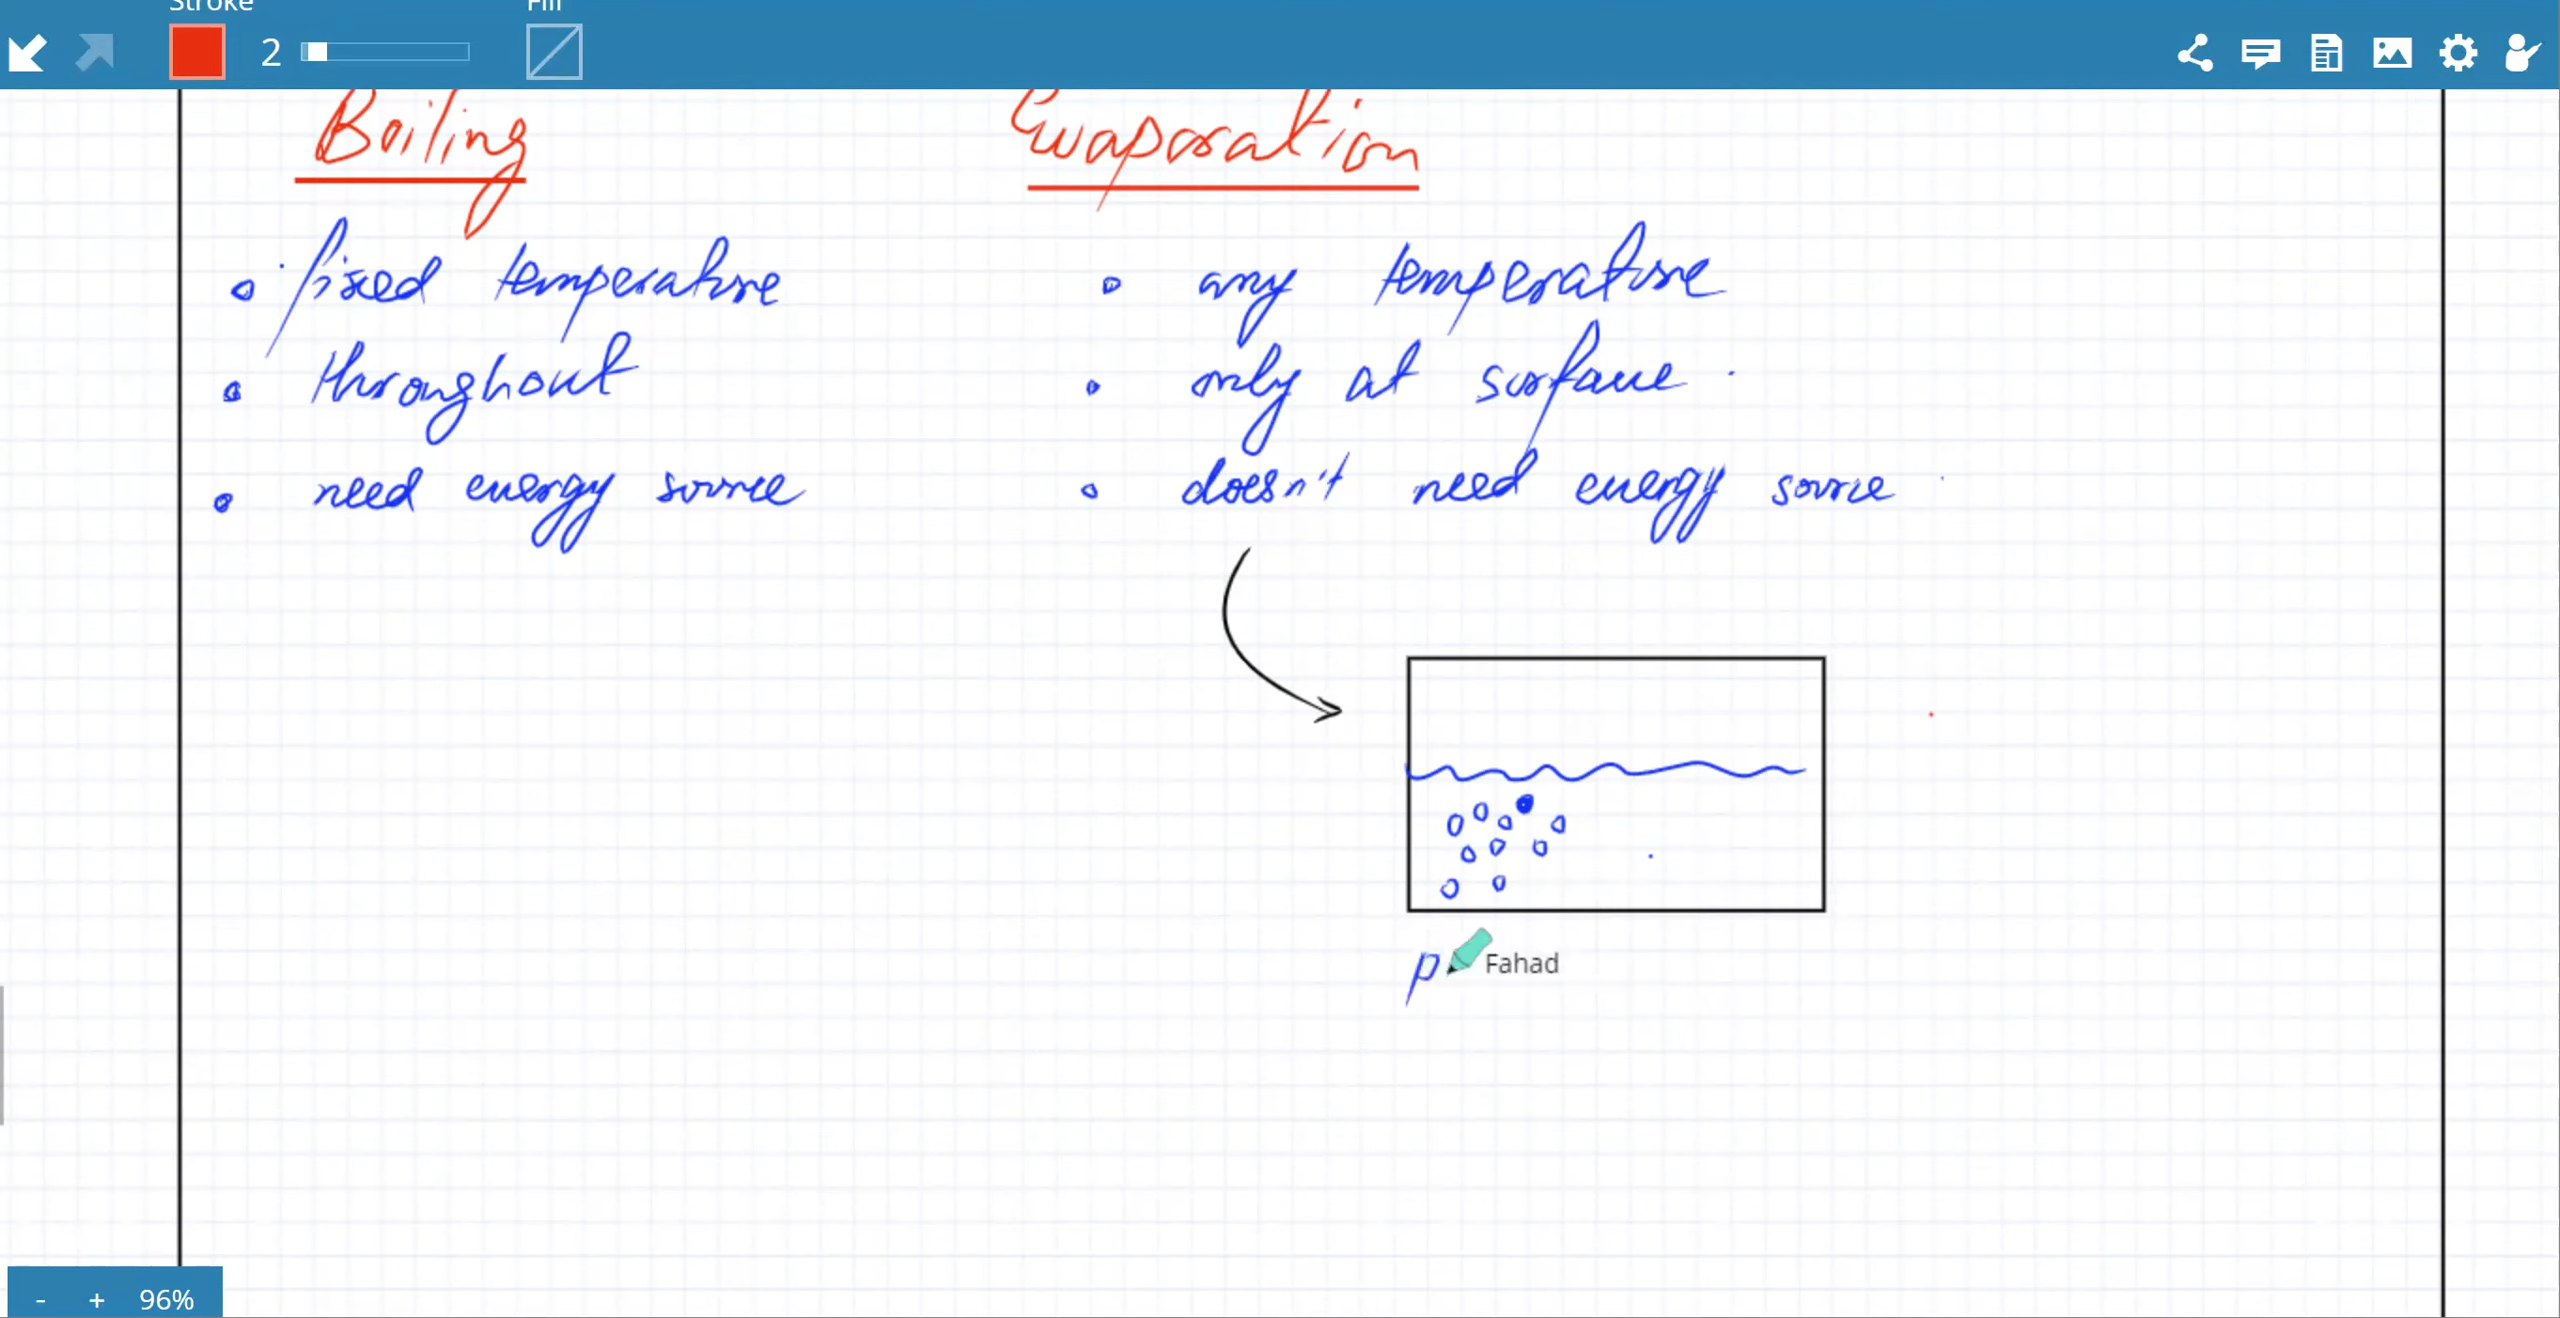 Stroke Fill
2
Boiling Evaporation
fixed temperature any temperature
throughout only at surface
need energy source doesn't need energy source
p Fahad
- + 96%